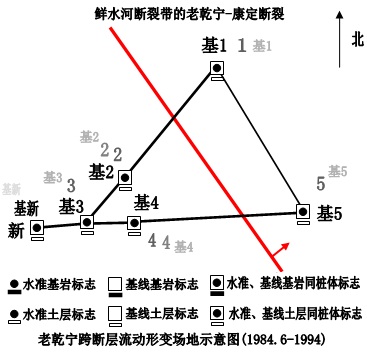 鲜水河断裂带的老乾宁-康定断裂
北
基1 1 基1
基2
2 2
基2
基5
5
基3 3
基新
基新
基3 基4
基5
新
4 4 基4
水准基岩标志 基线基岩标志 水准、基线基岩同桩体标志
水准土层标志 基线土层标志 水准、基线土层同桩体标志
老乾宁跨断层流动形变场地示意图(1984.6-1994)